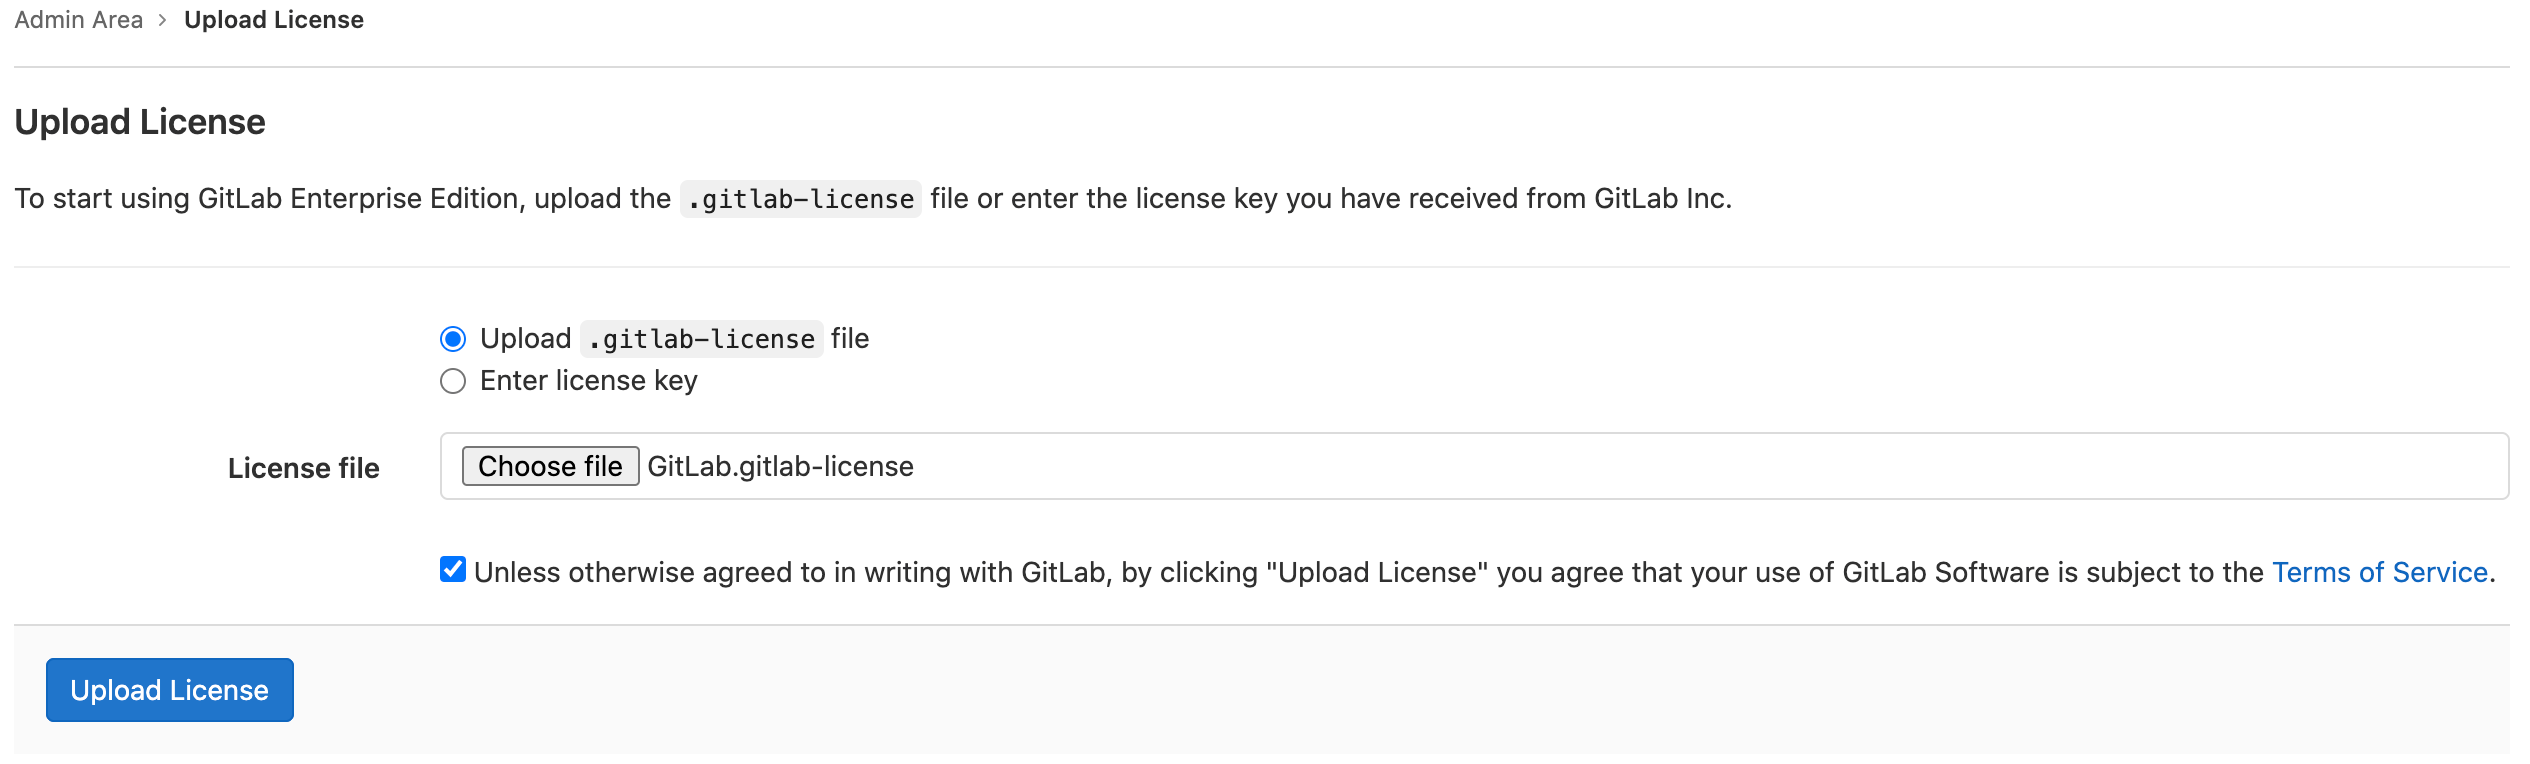 Admin Area > Upload License
Upload License
To start using GitLab Enterprise Edition, upload the .gitlab-license file or enter the license key you have received from GitLab Inc.
Upload .gitlab-license file
Enter license key
License file Choose file GitLab.gitlab-license
Unless otherwise agreed to in writing with GitLab, by clicking "Upload License" you agree that your use of GitLab Software is subject to the Terms of Service.
Upload License